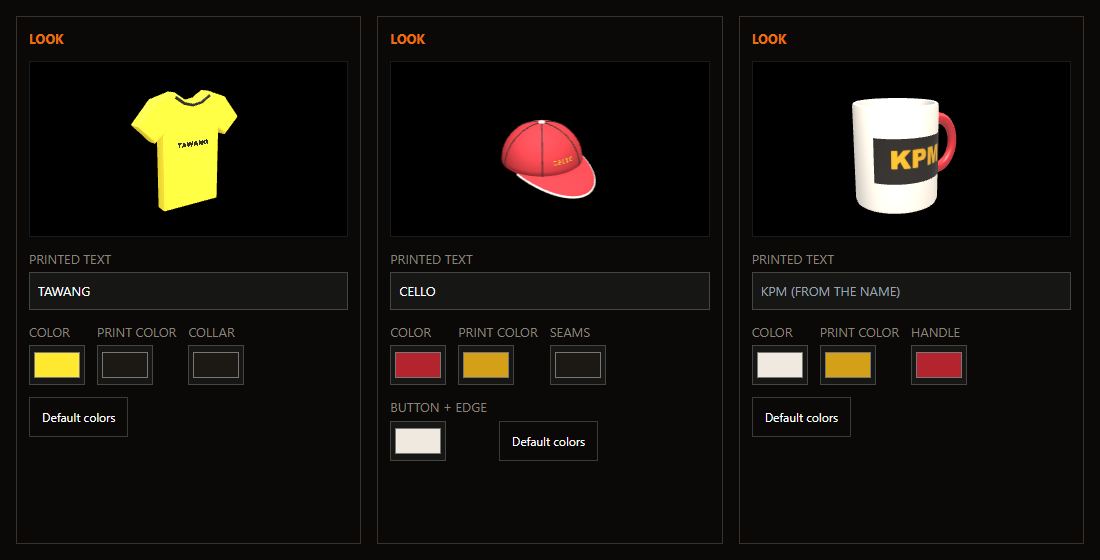 LOOK
TAWANG
PRINTED TEXT
TAWANG
COLOR PRINT COLOR COLLAR
Default colors
LOOK
CELLO
PRINTED TEXT
CELLO
COLOR PRINT COLOR SEAMS
BUTTON + EDGE
Default colors
LOOK
KPM
PRINTED TEXT
KPM (FROM THE NAME)
COLOR PRINT COLOR HANDLE
Default colors